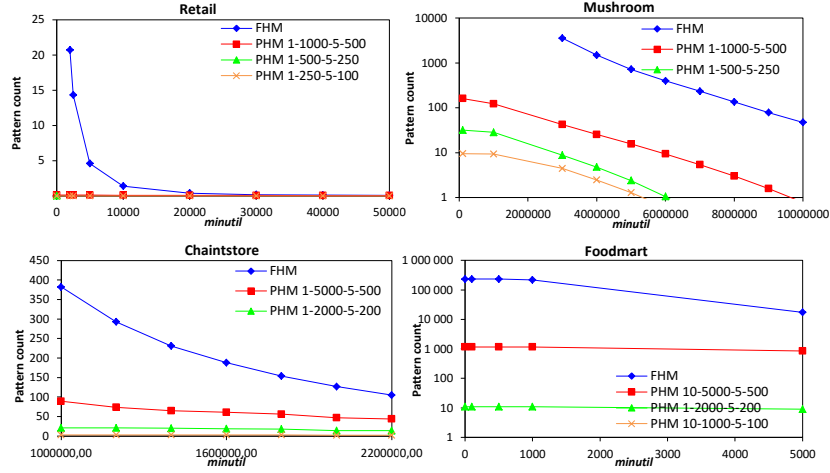 Retail
25
20
15
10
5
Pattern count
FHM
PHM 1-1000-5-500
PHM 1-500-5-250
PHM 1-250-5-100
0 10000 20000 30000 40000 50000
minutil
Mushroom
10000
1000
100
10
1
Pattern count
FHM
PHM 1-1000-5-500
PHM 1-500-5-250
0 2000000 4000000 6000000 8000000 10000000
minutil
Chaintstore
450
400
350
300
250
200
150
100
50
0
Pattern count
FHM
PHM 1-5000-5-500
PHM 1-2000-5-200
1000000,00 1600000,00 2200000,00
minutil
Foodmart
1 000 000
100 000
10 000
1 000
100
10
1
Pattern count
FHM
PHM 10-5000-5-500
PHM 1-2000-5-200
PHM 10-1000-5-100
0 1000 2000 3000 4000 5000
minutil